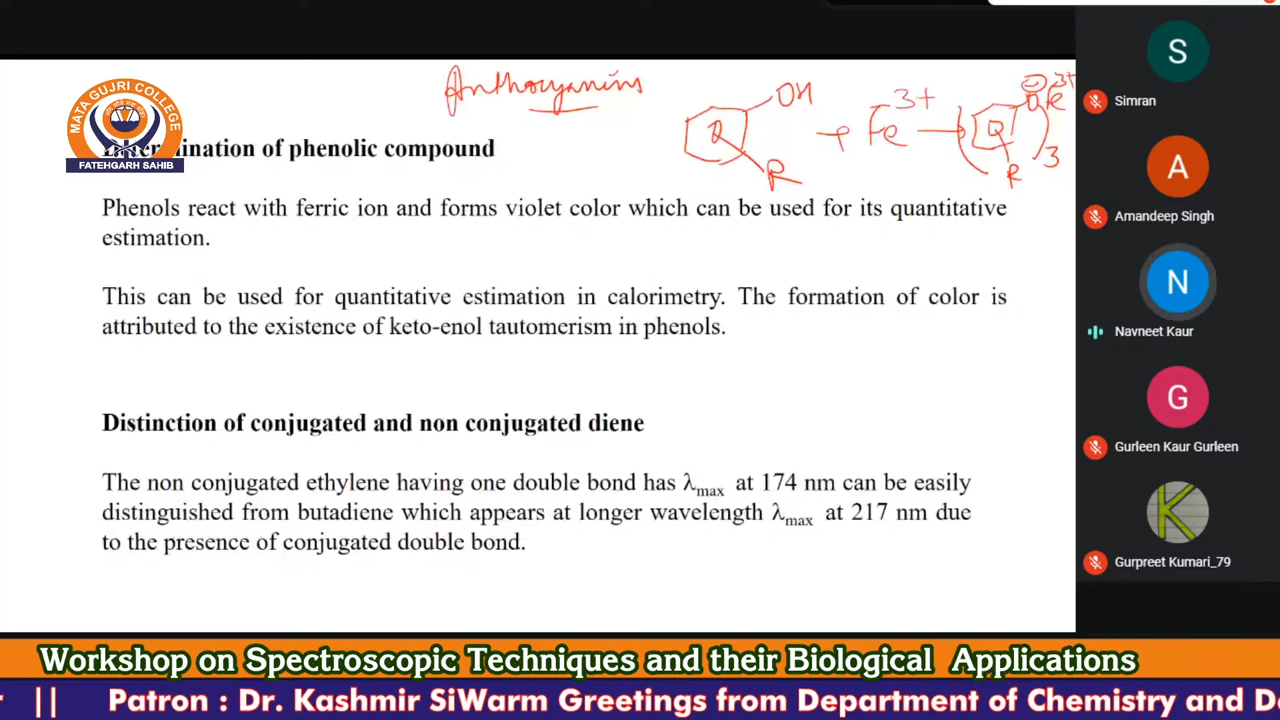 Anthocyanins
OH
R
+ Fe3+
O Fe3+
R
3
MATA GUJRI COLLEGE
FATEHGARH SAHIB
mination of phenolic compound
Phenols react with ferric ion and forms violet color which can be used for its quantitative
estimation.
This can be used for quantitative estimation in calorimetry. The formation of color is
attributed to the existence of keto-enol tautomerism in phenols.
Distinction of conjugated and non conjugated diene
The non conjugated ethylene having one double bond has λmax at 174 nm can be easily
distinguished from butadiene which appears at longer wavelength λmax at 217 nm due
to the presence of conjugated double bond.
S
Simran
A
Amandeep Singh
N
Navneet Kaur
G
Gurleen Kaur Gurleen
K
Gurpreet Kumari_79
Workshop on Spectroscopic Techniques and their Biological Applications
r || Patron : Dr. Kashmir SiWarm Greetings from Department of Chemistry and D